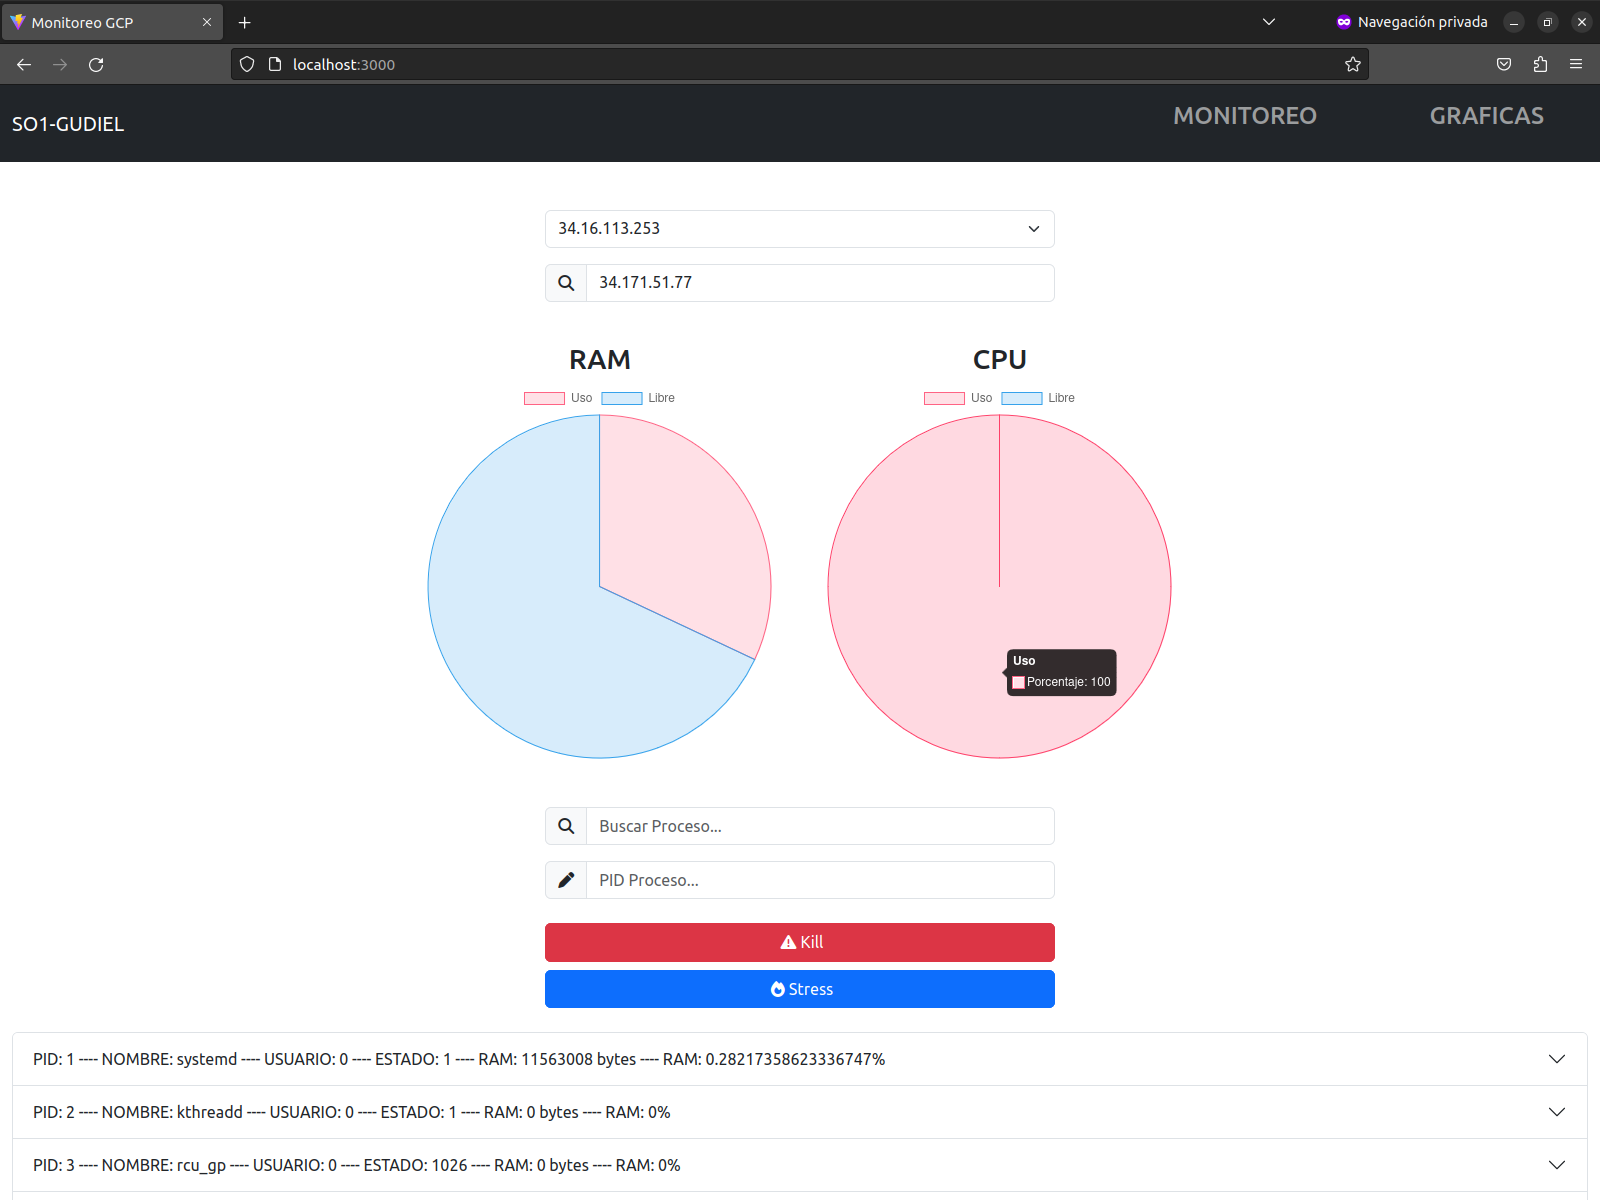 Monitoreo GCP
Navegación privada
localhost:3000
SO1-GUDIEL
MONITOREO
GRAFICAS
34.16.113.253
34.171.51.77
RAM
CPU
Uso Libre
Uso Libre
Uso
Porcentaje: 100
Buscar Proceso...
PID Proceso...
Kill
Stress
PID: 1 ---- NOMBRE: systemd ---- USUARIO: 0 ---- ESTADO: 1 ---- RAM: 11563008 bytes ---- RAM: 0.28217358623336747%
PID: 2 ---- NOMBRE: kthreadd ---- USUARIO: 0 ---- ESTADO: 1 ---- RAM: 0 bytes ---- RAM: 0%
PID: 3 ---- NOMBRE: rcu_gp ---- USUARIO: 0 ---- ESTADO: 1026 ---- RAM: 0 bytes ---- RAM: 0%